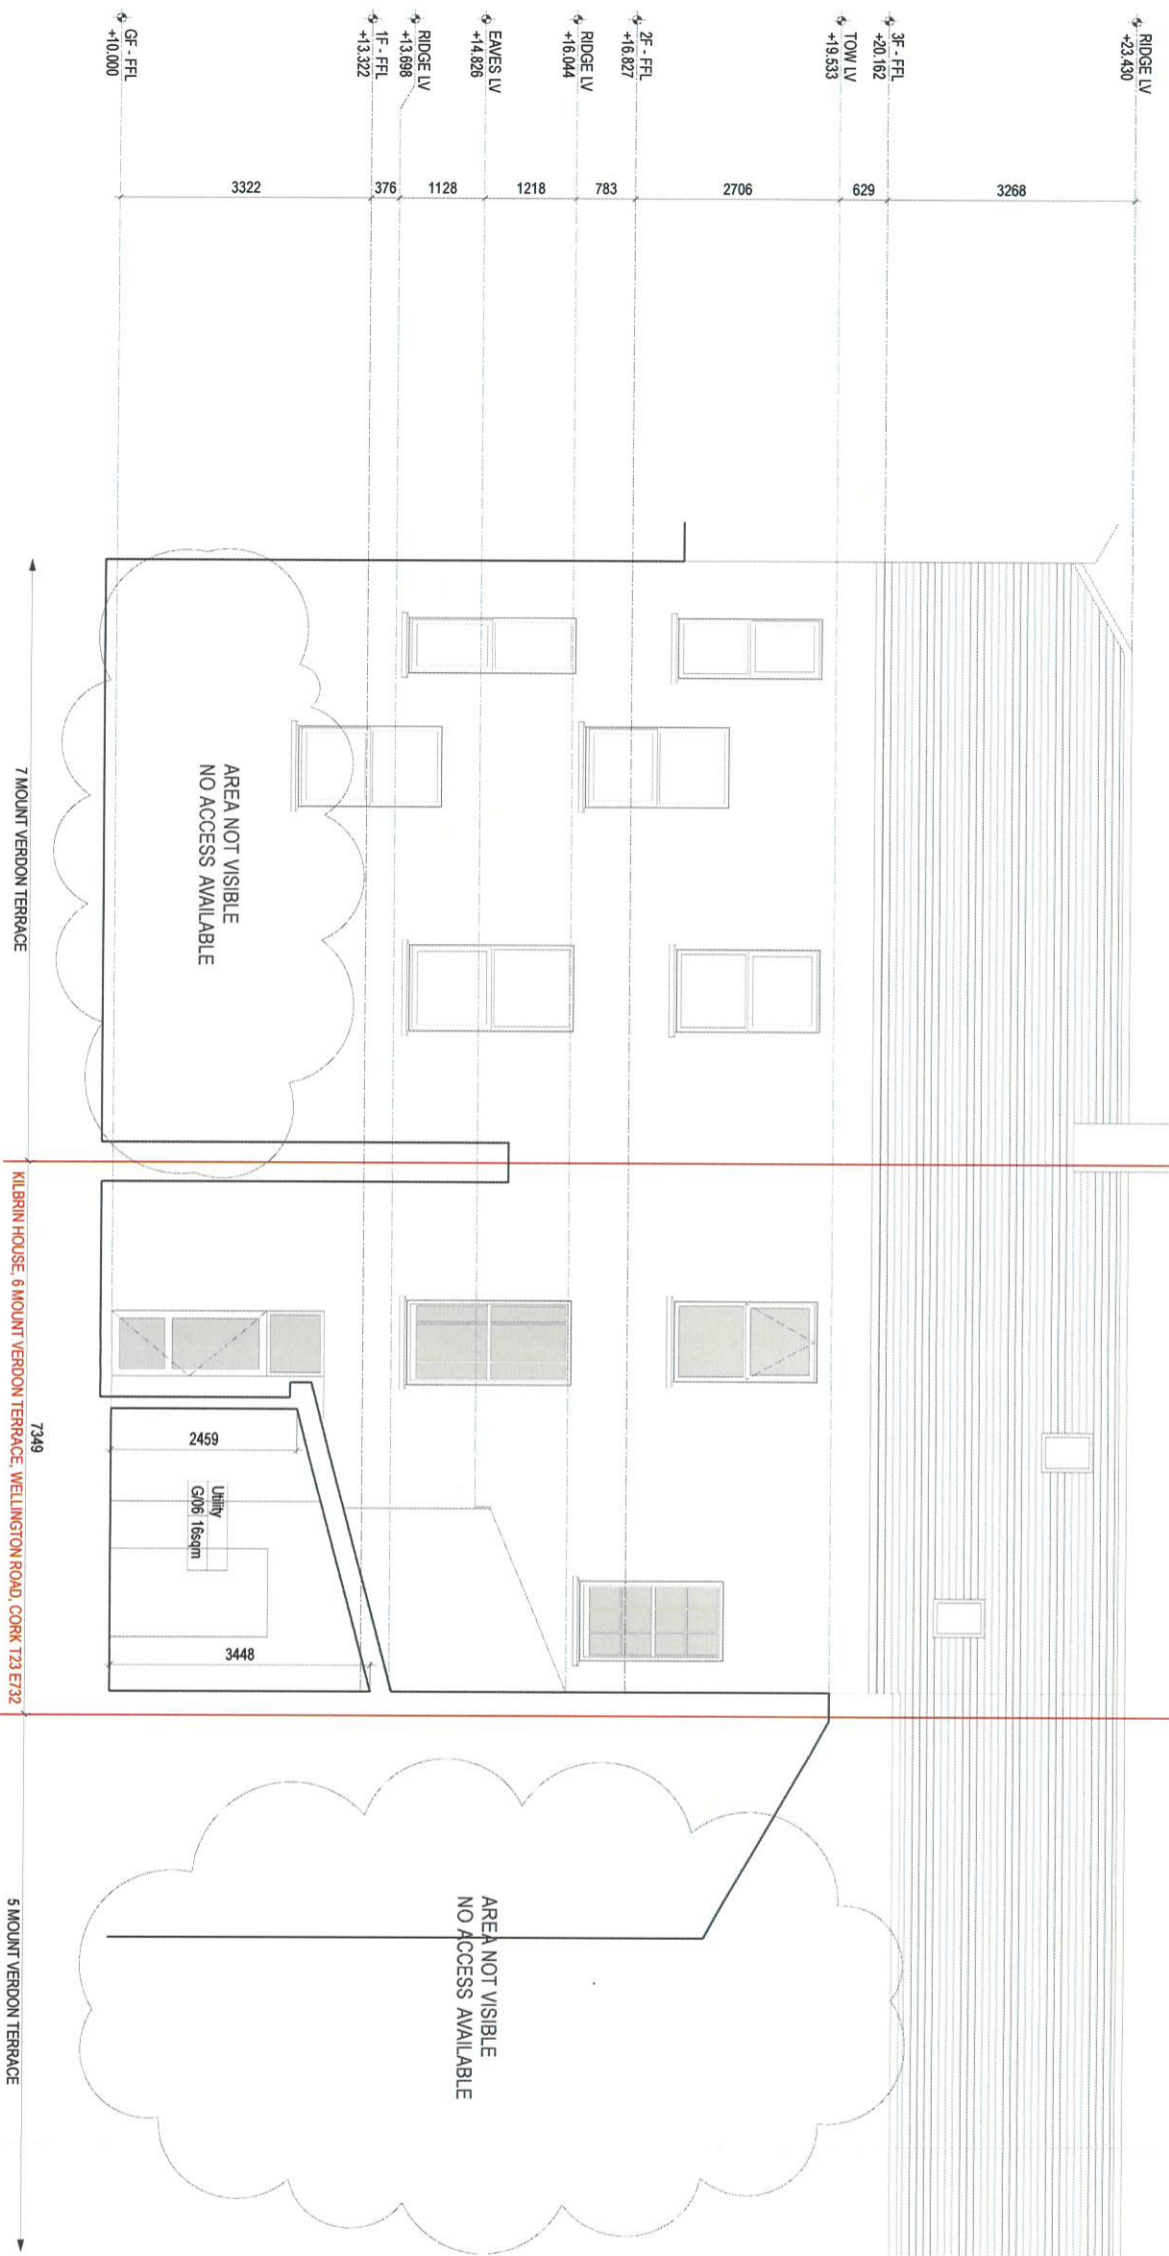 RIDGE LV
+23.430
3F - FFL
+20.162
TOW LV
+19.533
2F - FFL
+16.827
RIDGE LV
+16.044
EAVES LV
+14.826
RIDGE LV
+13.698
1F - FFL
+13.322
GF - FFL
+10.000
3268
629
2706
783
1218
1128
376
3322
AREA NOT VISIBLE
NO ACCESS AVAILABLE
AREA NOT VISIBLE
NO ACCESS AVAILABLE
2459
Utility
G/06 16sqm
3448
7349
7 MOUNT VERDON TERRACE
KILBRIN HOUSE, 6 MOUNT VERDON TERRACE, WELLINGTON ROAD, CORK T23 E732
5 MOUNT VERDON TERRACE